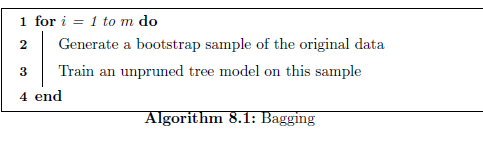 1 for i = 1 to m do
2 Generate a bootstrap sample of the original data
3 Train an unpruned tree model on this sample
4 end
Algorithm 8.1: Bagging